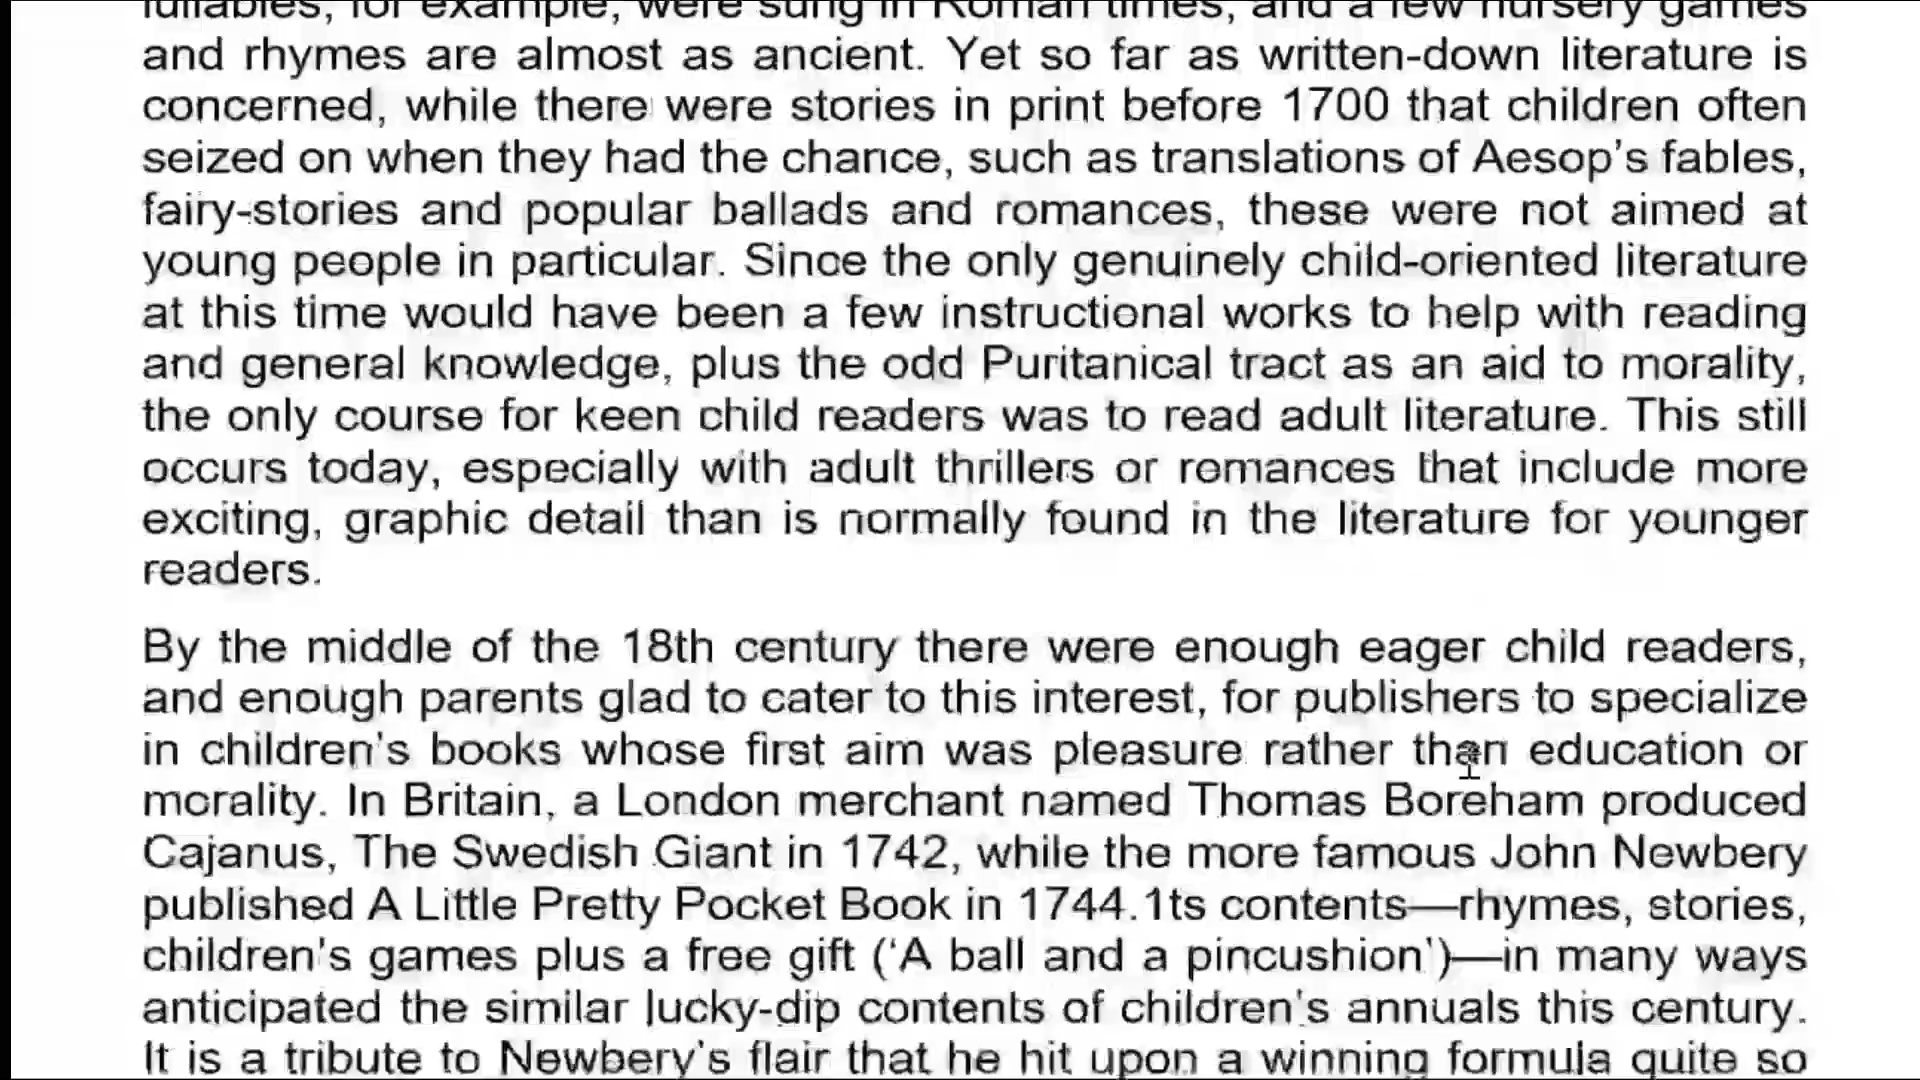 lullabies, for example, were sung in Roman times, and a few nursery games
and rhymes are almost as ancient. Yet so far as written-down literature is
concerned, while there were stories in print before 1700 that children often
seized on when they had the chance, such as translations of Aesop's fables,
fairy-stories and popular ballads and romances, these were not aimed at
young people in particular. Since the only genuinely child-oriented literature
at this time would have been a few instructional works to help with reading
and general knowledge, plus the odd Puritanical tract as an aid to morality,
the only course for keen child readers was to read adult literature. This still
occurs today, especially with adult thrillers or romances that include more
exciting, graphic detail than is normally found in the literature for younger
readers.
By the middle of the 18th century there were enough eager child readers,
and enough parents glad to cater to this interest, for publishers to specialize
in children's books whose first aim was pleasure rather than education or
morality. In Britain, a London merchant named Thomas Boreham produced
Cajanus, The Swedish Giant in 1742, while the more famous John Newbery
published A Little Pretty Pocket Book in 1744.1ts contents—rhymes, stories,
children's games plus a free gift ('A ball and a pincushion')—in many ways
anticipated the similar lucky-dip contents of children's annuals this century.
It is a tribute to Newbery's flair that he hit upon a winning formula quite so